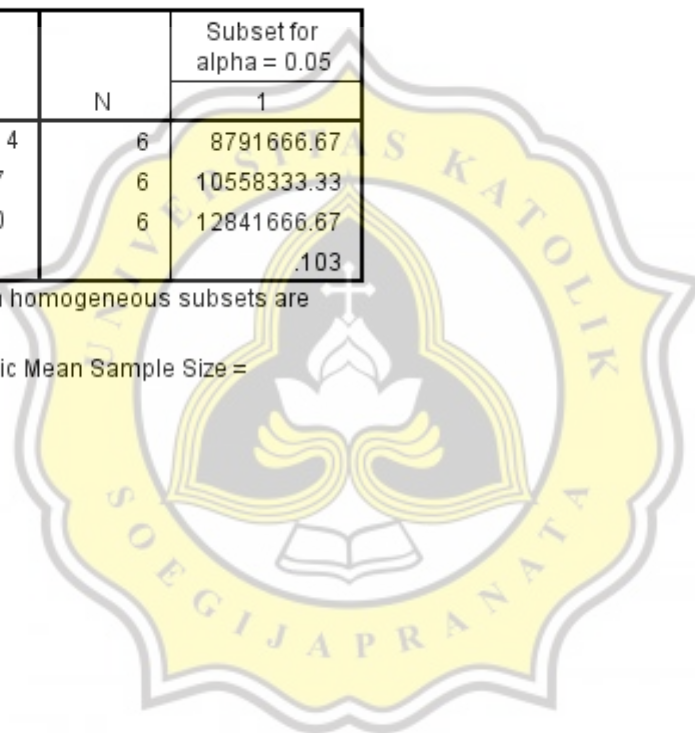 Subset for
alpha = 0.05
N 1
4 6 8791666.67
7 6 10558333.33
0 6 12841666.67
.103
homogeneous subsets are
ic Mean Sample Size =
UNIVERSITAS KATOLIK
SOEGIJAPRANATA